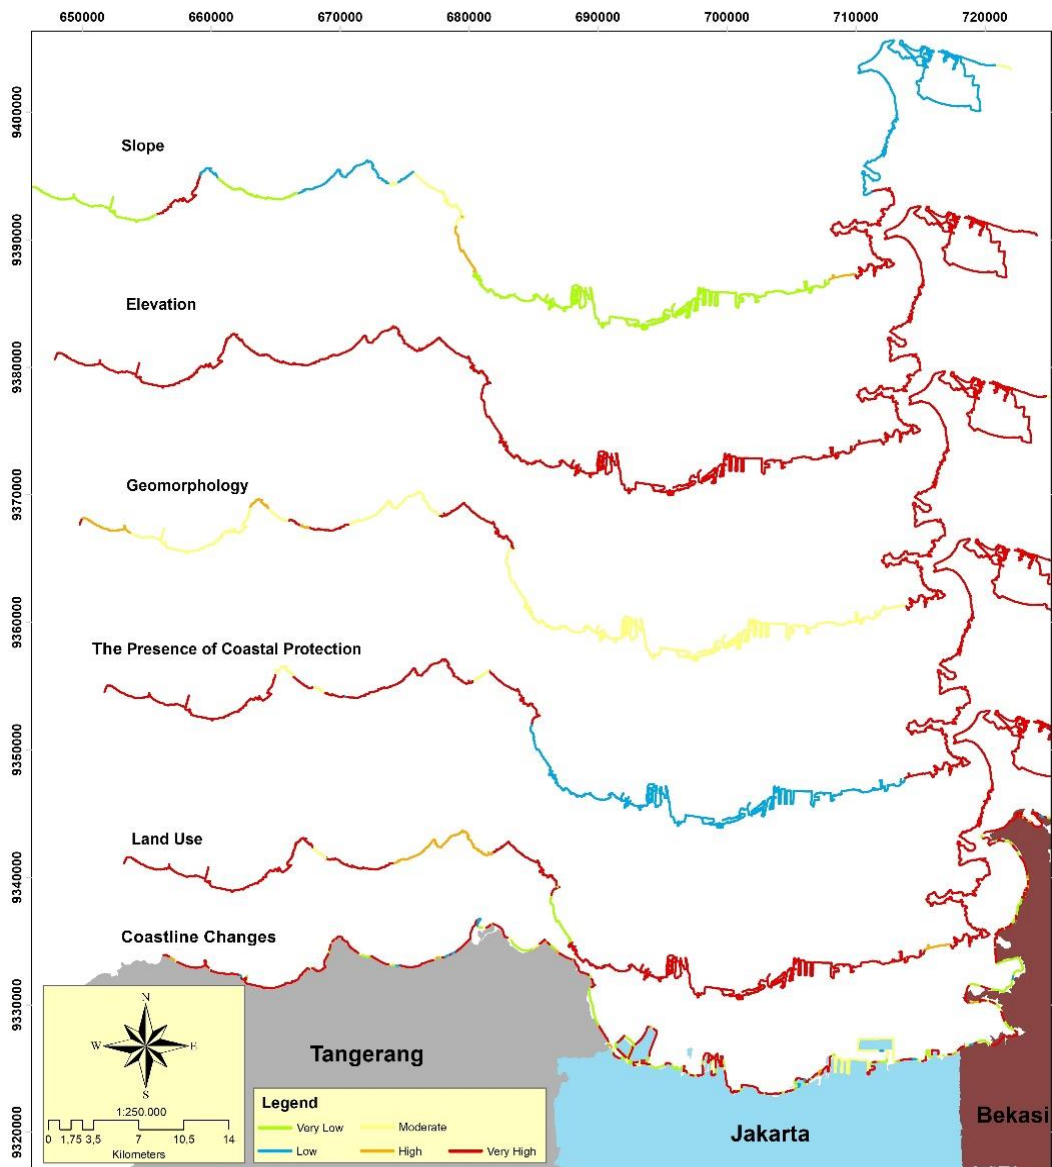 650000 660000 670000 680000 690000 700000 710000 720000
9400000
Slope
9390000
Elevation
9380000
Geomorphology
9370000
9360000
The Presence of Coastal Protection
9350000
Land Use
9340000
Coastline Changes
9330000
9320000
N
W E
S
1:250.000
0 1.75 3,5 7 10,5 14
Kilometers
Tangerang
Legend
Very Low Moderate
Low High Very High
Jakarta
Bekasi